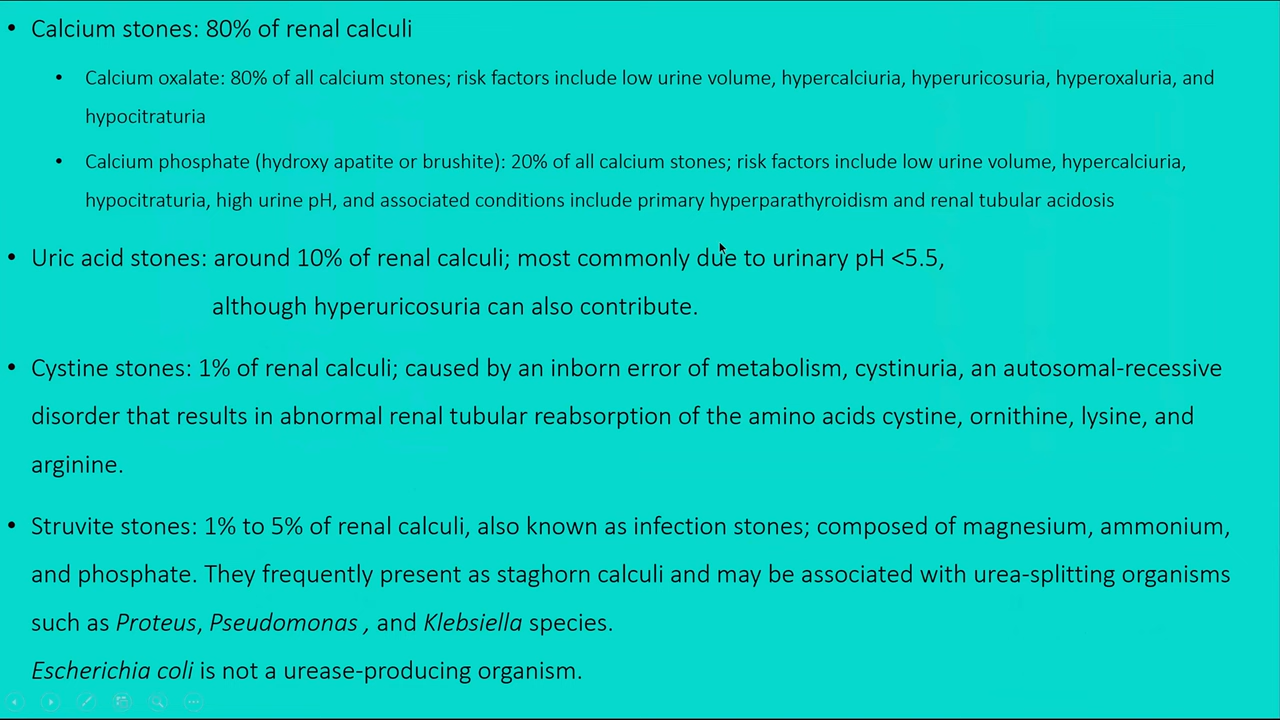 • Calcium stones: 80% of renal calculi
• Calcium oxalate: 80% of all calcium stones; risk factors include low urine volume, hypercalciuria, hyperuricosuria, hyperoxaluria, and
hypocitraturia
• Calcium phosphate (hydroxy apatite or brushite): 20% of all calcium stones; risk factors include low urine volume, hypercalciuria,
hypocitraturia, high urine pH, and associated conditions include primary hyperparathyroidism and renal tubular acidosis
• Uric acid stones: around 10% of renal calculi; most commonly due to urinary pH <5.5,
although hyperuricosuria can also contribute.
• Cystine stones: 1% of renal calculi; caused by an inborn error of metabolism, cystinuria, an autosomal-recessive
disorder that results in abnormal renal tubular reabsorption of the amino acids cystine, ornithine, lysine, and
arginine.
• Struvite stones: 1% to 5% of renal calculi, also known as infection stones; composed of magnesium, ammonium,
and phosphate. They frequently present as staghorn calculi and may be associated with urea-splitting organisms
such as Proteus, Pseudomonas , and Klebsiella species.
Escherichia coli is not a urease-producing organism.